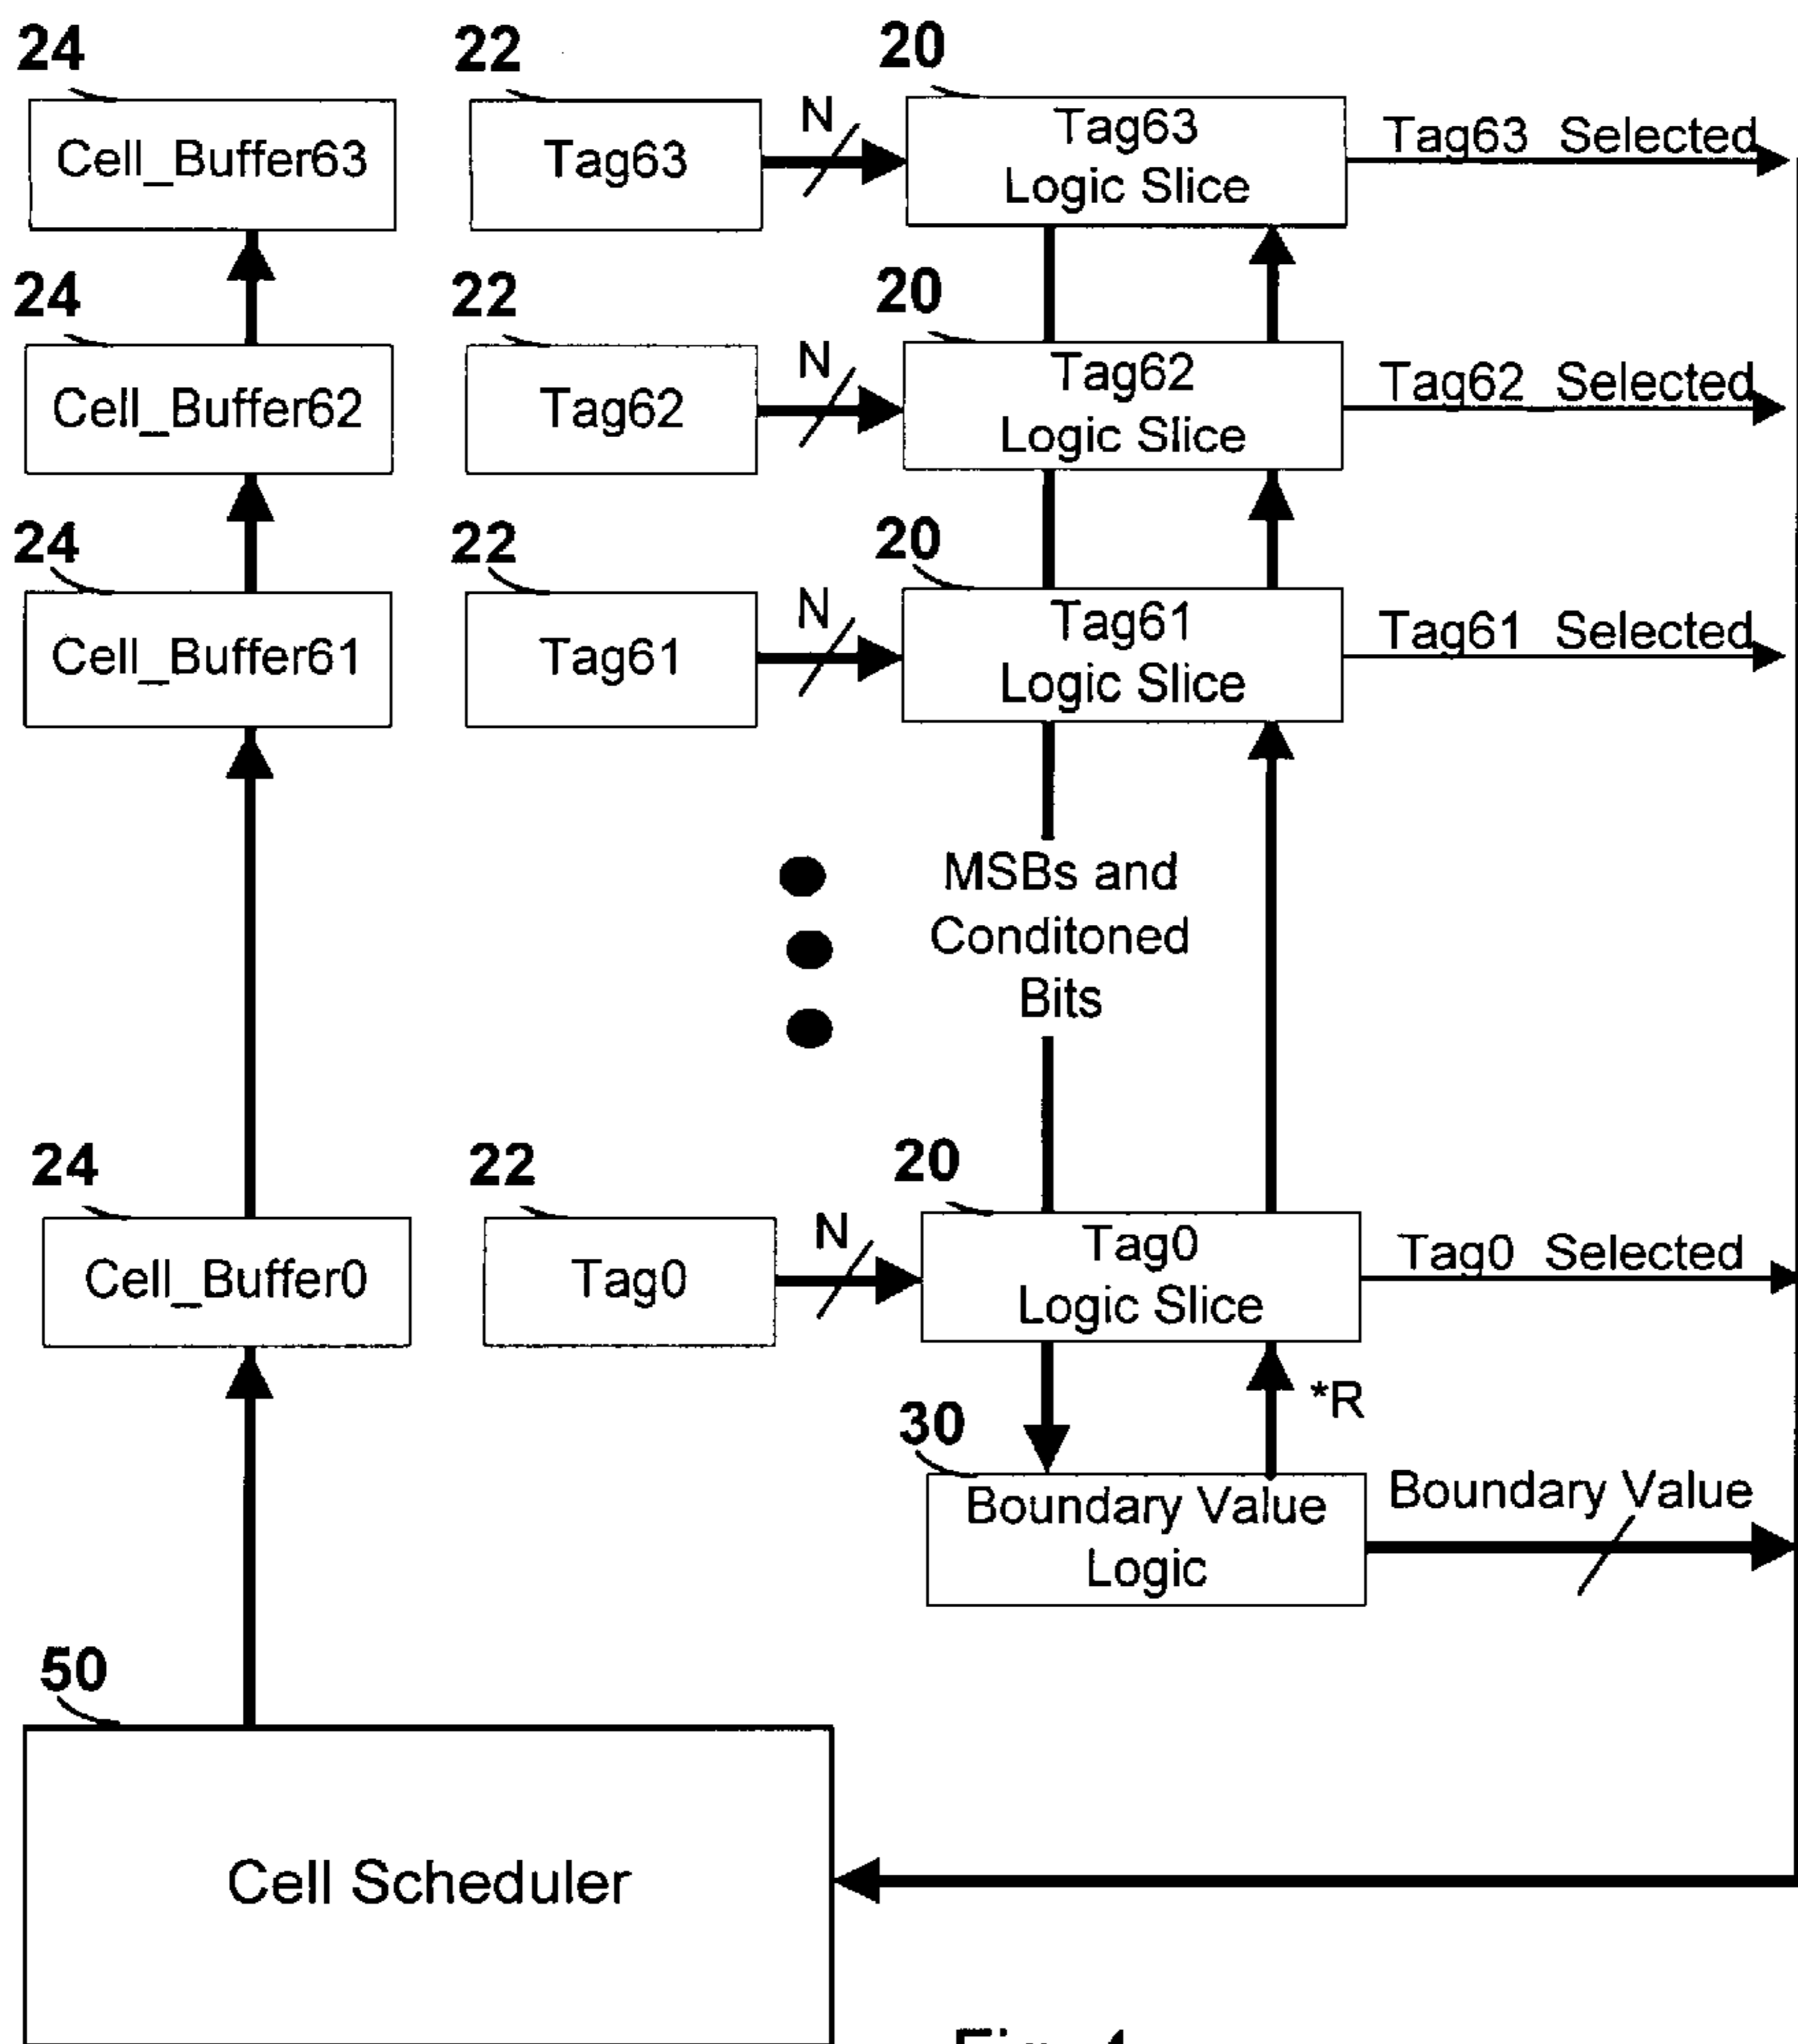 24
22
20
Cell_Buffer63
Tag63
N
Tag63
Logic Slice
Tag63 Selected
24
22
20
Cell_Buffer62
Tag62
N
Tag62
Logic Slice
Tag62 Selected
24
22
20
Cell_Buffer61
Tag61
N
Tag61
Logic Slice
Tag61 Selected
MSBs and
Conditoned
Bits
24
22
20
Cell_Buffer0
Tag0
N
Tag0
Logic Slice
Tag0 Selected
*R
30
Boundary Value
Logic
Boundary Value
50
Cell Scheduler